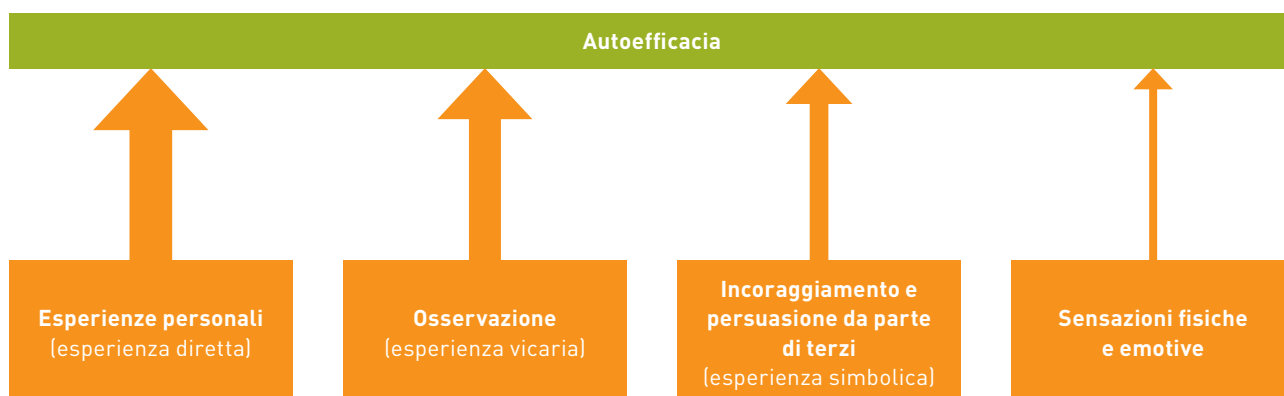 Autoefficacia
Esperienze personali
(esperienza diretta)
Osservazione
(esperienza vicaria)
Incoraggiamento e
persuasione da parte
di terzi
(esperienza simbolica)
Sensazioni fisiche
e emotive